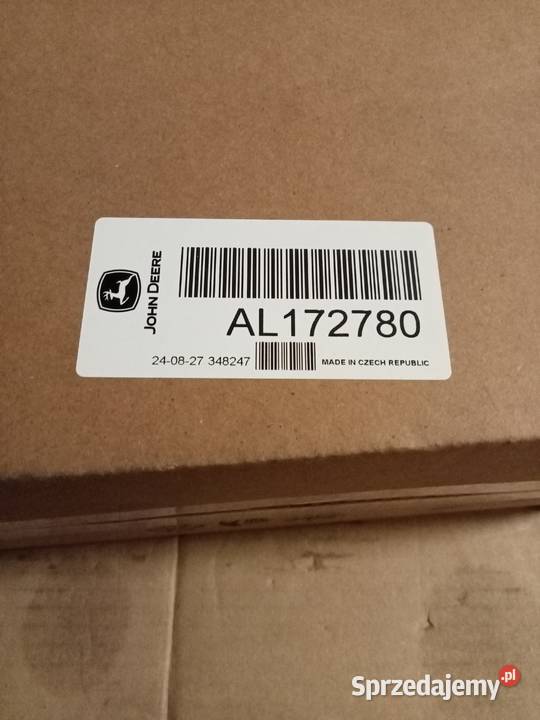 JOHN DEERE
AL172780
24-08-27 348247 MADE IN CZECH REPUBLIC
Sprzedajemy.pl